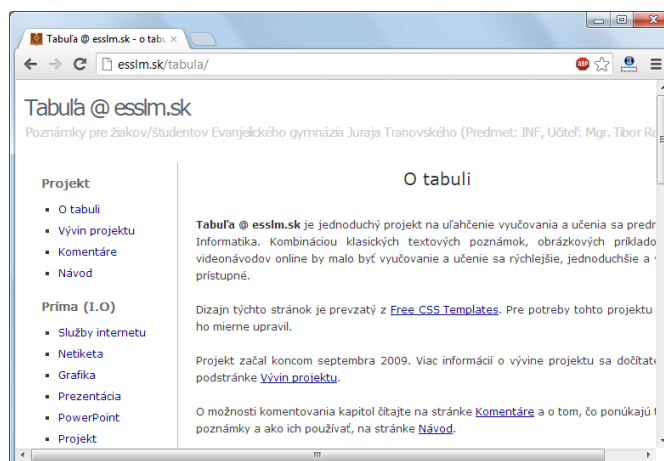 Tabuľa @ esslm.sk - o tabu
esslm.sk/tabula/
ABP
Tabuľa @ esslm.sk
Poznámky pre žiakov/študentov Evanjelického gymnázia Juraja Tranovského (Predmet: INF, Učiteľ: Mgr. Tibor Re
Projekt
O tabuli
Vývin projektu
Komentáre
Návod
Príma (I.O)
Služby internetu
Netiketa
Grafika
Prezentácia
PowerPoint
Projekt
O tabuli
Tabuľa @ esslm.sk je jednoduchý projekt na uľahčenie vyučovania a učenia sa predm
Informatika. Kombináciou klasických textových poznámok, obrázkových príklado
videonávodov online by malo byť vyučovanie a učenie sa rýchlejšie, jednoduchšie a v
prístupné.
Dizajn týchto stránok je prevzatý z Free CSS Templates. Pre potreby tohto projektu
ho mierne upravil.
Projekt začal koncom septembra 2009. Viac informácií o vývine projektu sa dočítate
podstránke Vývin projektu.
O možnosti komentovania kapitol čítajte na stránke Komentáre a o tom, čo ponúkajú t
poznámky a ako ich používať, na stránke Návod.